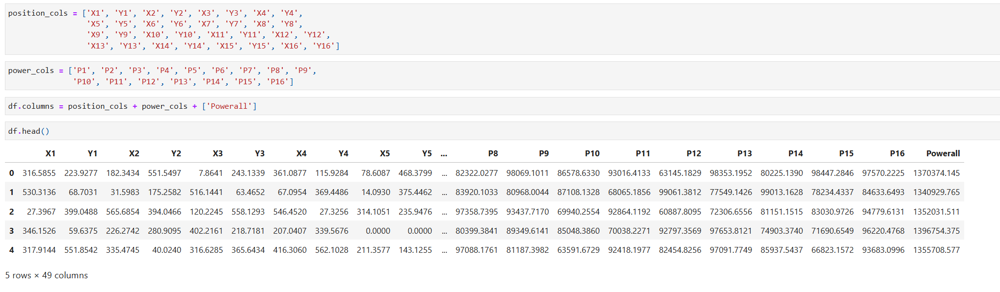 position_cols = ['X1', 'Y1', 'X2', 'Y2', 'X3', 'Y3', 'X4', 'Y4',
'X5', 'Y5', 'X6', 'Y6', 'X7', 'Y7', 'X8', 'Y8',
'X9', 'Y9', 'X10', 'Y10', 'X11', 'Y11', 'X12', 'Y12',
'X13', 'Y13', 'X14', 'Y14', 'X15', 'Y15', 'X16', 'Y16']
power_cols = ['P1', 'P2', 'P3', 'P4', 'P5', 'P6', 'P7', 'P8', 'P9',
'P10', 'P11', 'P12', 'P13', 'P14', 'P15', 'P16']
df.columns = position_cols + power_cols + ['Powerall']
df.head()
X1 Y1 X2 Y2 X3 Y3 X4 Y4 X5 Y5 ... P8 P9 P10 P11 P12 P13 P14 P15 P16 Powerall
0 316.5855 223.9277 182.3434 551.5497 7.8641 243.1339 361.0877 115.9284 78.6087 468.3799 ... 82322.0277 98069.1011 86578.6330 93016.4133 63145.1829 98353.1952 80225.1390 98447.2846 97570.2225 1370374.145
1 530.3136 68.7031 31.5983 175.2582 516.1441 63.4652 67.0954 369.4486 14.0930 375.4462 ... 83920.1033 80968.0044 87108.1328 68065.1856 99061.3812 77549.1426 99013.1628 78234.4337 84633.6493 1340929.765
2 27.3967 399.0488 565.6854 394.0466 120.2245 558.1293 546.4520 27.3256 314.1051 235.9476 ... 97358.7395 93437.7170 69940.2554 92864.1192 60887.8095 72306.6556 81151.1515 83030.9726 94779.6131 1352031.511
3 346.1526 59.6375 226.2742 280.9095 402.2161 218.7181 207.0407 339.5676 0.0000 0.0000 ... 80399.3841 89349.6141 85048.3860 70038.2271 92797.3569 97653.8121 74903.3740 71690.6549 96220.4768 1396754.375
4 317.9144 551.8542 335.4745 40.0240 316.6285 365.6434 416.3060 562.1028 211.3577 143.1255 ... 97088.1761 81187.3982 63591.6729 92418.1977 82454.8256 97091.7749 85937.5437 66823.1572 93683.0996 1355708.577
5 rows × 49 columns